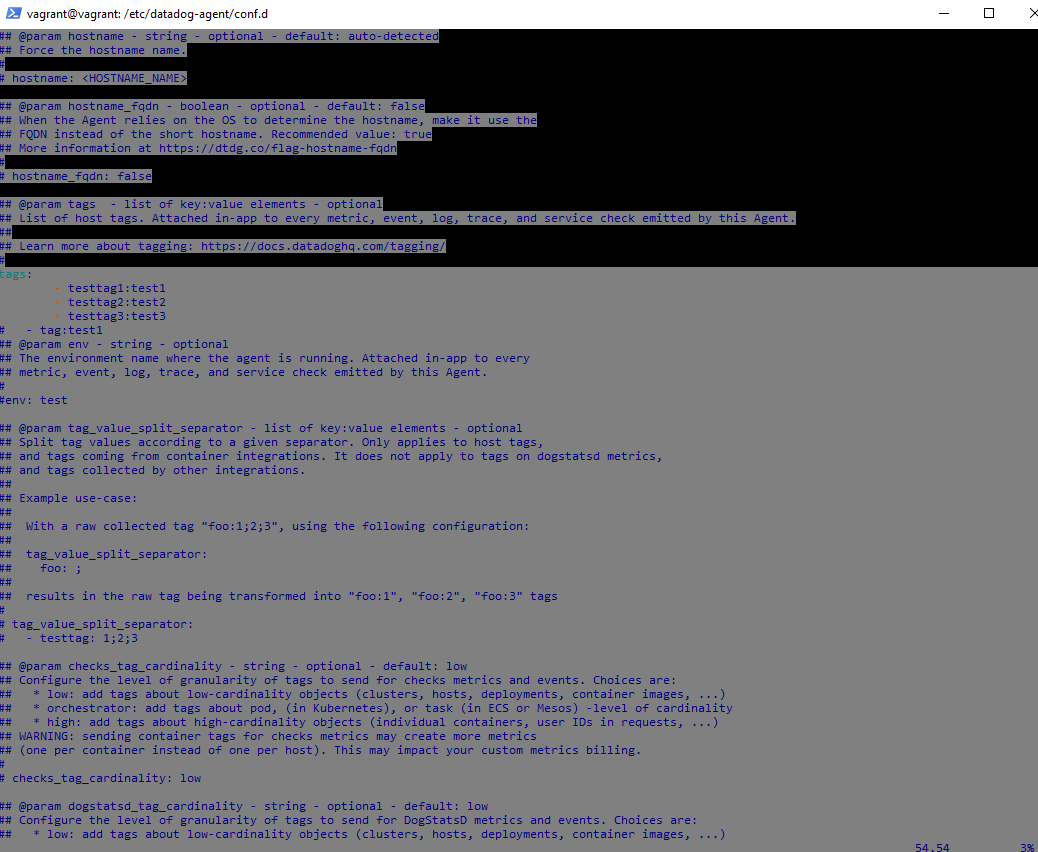 vagrant@vagrant: /etc/datadog-agent/conf.d
## @param hostname - string - optional - default: auto-detected
## Force the hostname name.
#
# hostname: <HOSTNAME_NAME>

## @param hostname_fqdn - boolean - optional - default: false
## When the Agent relies on the OS to determine the hostname, make it use the
## FQDN instead of the short hostname. Recommended value: true
## More information at https://dtdg.co/flag-hostname-fqdn
#
# hostname_fqdn: false

## @param tags  - list of key:value elements - optional
## List of host tags. Attached in-app to every metric, event, log, trace, and service check emitted by this Agent.
##
## Learn more about tagging: https://docs.datadoghq.com/tagging/
#
tags:
        - testtag1:test1
        - testtag2:test2
        - testtag3:test3
#   - tag:test1
## @param env - string - optional
## The environment name where the agent is running. Attached in-app to every
## metric, event, log, trace, and service check emitted by this Agent.
#
#env: test

## @param tag_value_split_separator - list of key:value elements - optional
## Split tag values according to a given separator. Only applies to host tags,
## and tags coming from container integrations. It does not apply to tags on dogstatsd metrics,
## and tags collected by other integrations.
##
## Example use-case:
##
##  With a raw collected tag "foo:1;2;3", using the following configuration:
##
##  tag_value_split_separator:
##    foo: ;
##
##  results in the raw tag being transformed into "foo:1", "foo:2", "foo:3" tags
#
# tag_value_split_separator:
#   - testtag: 1;2;3

## @param checks_tag_cardinality - string - optional - default: low
## Configure the level of granularity of tags to send for checks metrics and events. Choices are:
##   * low: add tags about low-cardinality objects (clusters, hosts, deployments, container images, ...)
##   * orchestrator: add tags about pod, (in Kubernetes), or task (in ECS or Mesos) -level of cardinality
##   * high: add tags about high-cardinality objects (individual containers, user IDs in requests, ...)
## WARNING: sending container tags for checks metrics may create more metrics
## (one per container instead of one per host). This may impact your custom metrics billing.
#
# checks_tag_cardinality: low

## @param dogstatsd_tag_cardinality - string - optional - default: low
## Configure the level of granularity of tags to send for DogStatsD metrics and events. Choices are:
##   * low: add tags about low-cardinality objects (clusters, hosts, deployments, container images, ...)
54,54 3%